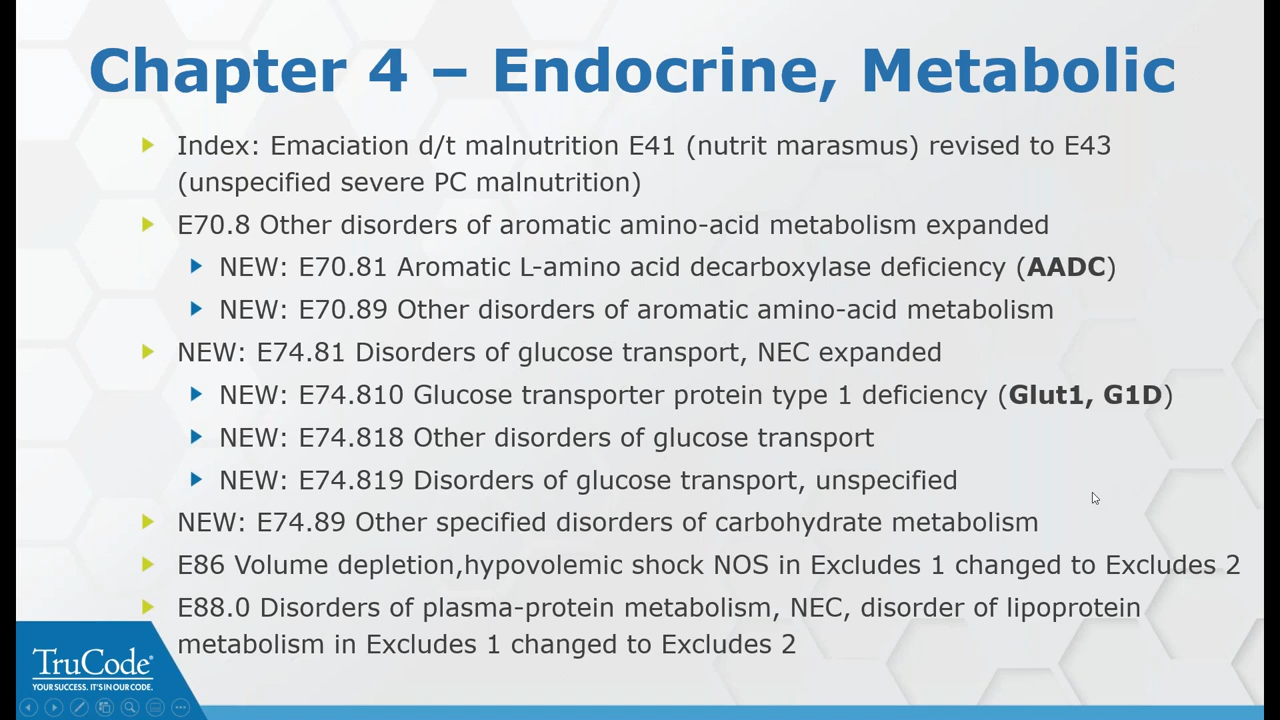 Chapter 4 – Endocrine, Metabolic
Index: Emaciation d/t malnutrition E41 (nutrit marasmus) revised to E43
(unspecified severe PC malnutrition)
E70.8 Other disorders of aromatic amino-acid metabolism expanded
NEW: E70.81 Aromatic L-amino acid decarboxylase deficiency (AADC)
NEW: E70.89 Other disorders of aromatic amino-acid metabolism
NEW: E74.81 Disorders of glucose transport, NEC expanded
NEW: E74.810 Glucose transporter protein type 1 deficiency (Glut1, G1D)
NEW: E74.818 Other disorders of glucose transport
NEW: E74.819 Disorders of glucose transport, unspecified
NEW: E74.89 Other specified disorders of carbohydrate metabolism
E86 Volume depletion,hypovolemic shock NOS in Excludes 1 changed to Excludes 2
E88.0 Disorders of plasma-protein metabolism, NEC, disorder of lipoprotein
metabolism in Excludes 1 changed to Excludes 2
TruCode®
YOUR SUCCESS. IT'S IN OUR CODE.